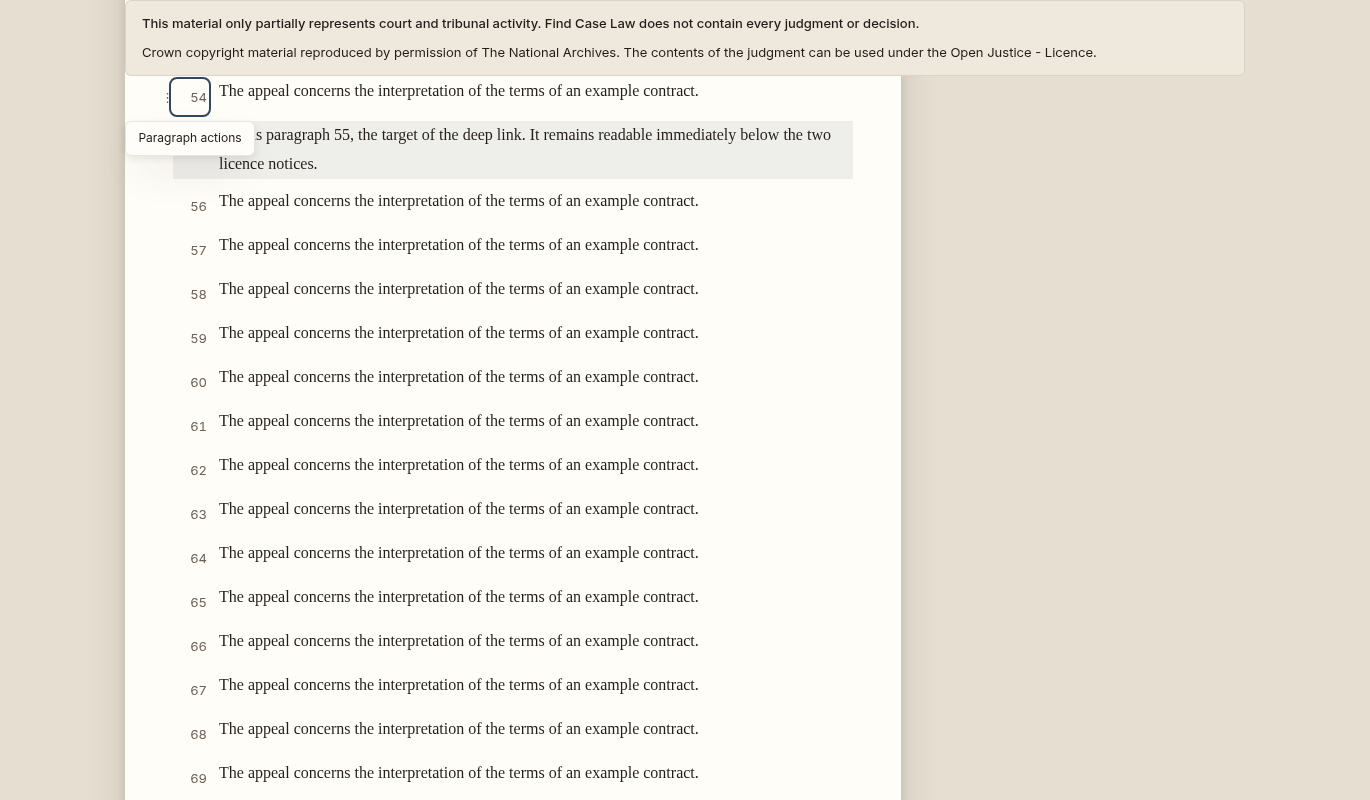 This material only partially represents court and tribunal activity. Find Case Law does not contain every judgment or decision.
Crown copyright material reproduced by permission of The National Archives. The contents of the judgment can be used under the Open Justice - Licence.
54 The appeal concerns the interpretation of the terms of an example contract.
Paragraph actions
paragraph 55, the target of the deep link. It remains readable immediately below the two
licence notices.
56 The appeal concerns the interpretation of the terms of an example contract.
57 The appeal concerns the interpretation of the terms of an example contract.
58 The appeal concerns the interpretation of the terms of an example contract.
59 The appeal concerns the interpretation of the terms of an example contract.
60 The appeal concerns the interpretation of the terms of an example contract.
61 The appeal concerns the interpretation of the terms of an example contract.
62 The appeal concerns the interpretation of the terms of an example contract.
63 The appeal concerns the interpretation of the terms of an example contract.
64 The appeal concerns the interpretation of the terms of an example contract.
65 The appeal concerns the interpretation of the terms of an example contract.
66 The appeal concerns the interpretation of the terms of an example contract.
67 The appeal concerns the interpretation of the terms of an example contract.
68 The appeal concerns the interpretation of the terms of an example contract.
69 The appeal concerns the interpretation of the terms of an example contract.